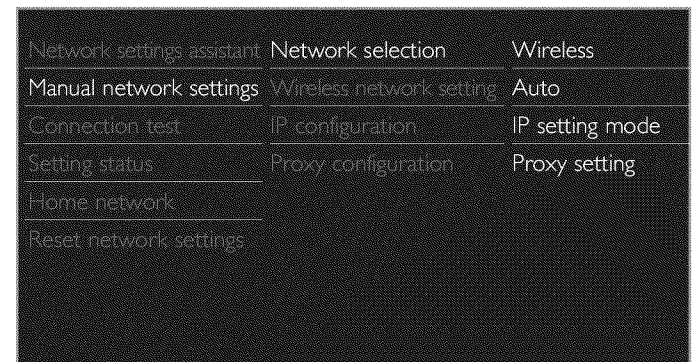 Network settings assistant Network selection Wireless
Manual network settings Wireless network setting Auto
Connection test IP configuration IP setting mode
Setting status Proxy configuration Proxy setting
Home network
Reset network settings